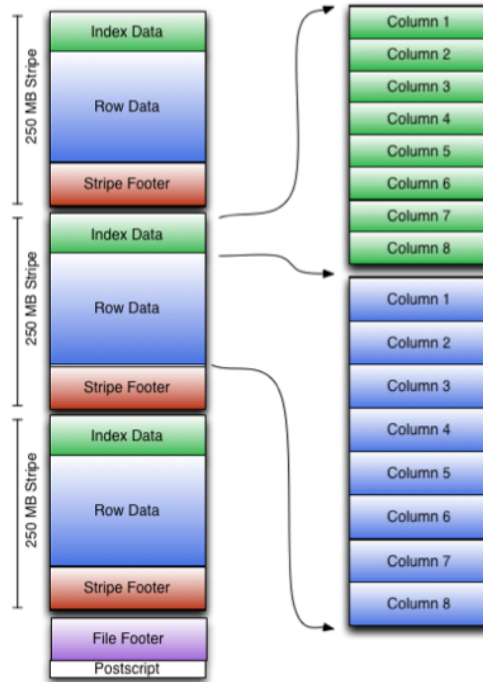 250 MB Stripe
Index Data
Row Data
Stripe Footer
250 MB Stripe
Index Data
Row Data
Stripe Footer
250 MB Stripe
Index Data
Row Data
Stripe Footer
File Footer
Postscript
Column 1
Column 2
Column 3
Column 4
Column 5
Column 6
Column 7
Column 8
Column 1
Column 2
Column 3
Column 4
Column 5
Column 6
Column 7
Column 8